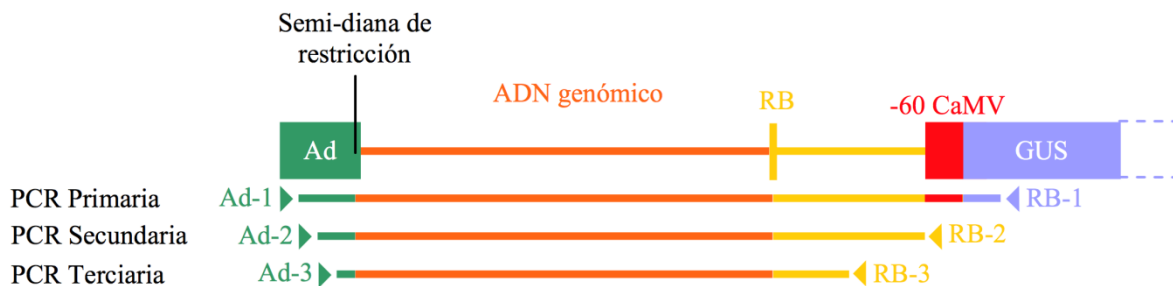 Semi-diana de
restricción
ADN genómico
RB
-60 CaMV
Ad
GUS
PCR Primaria
Ad-1
RB-1
PCR Secundaria
Ad-2
RB-2
PCR Terciaria
Ad-3
RB-3